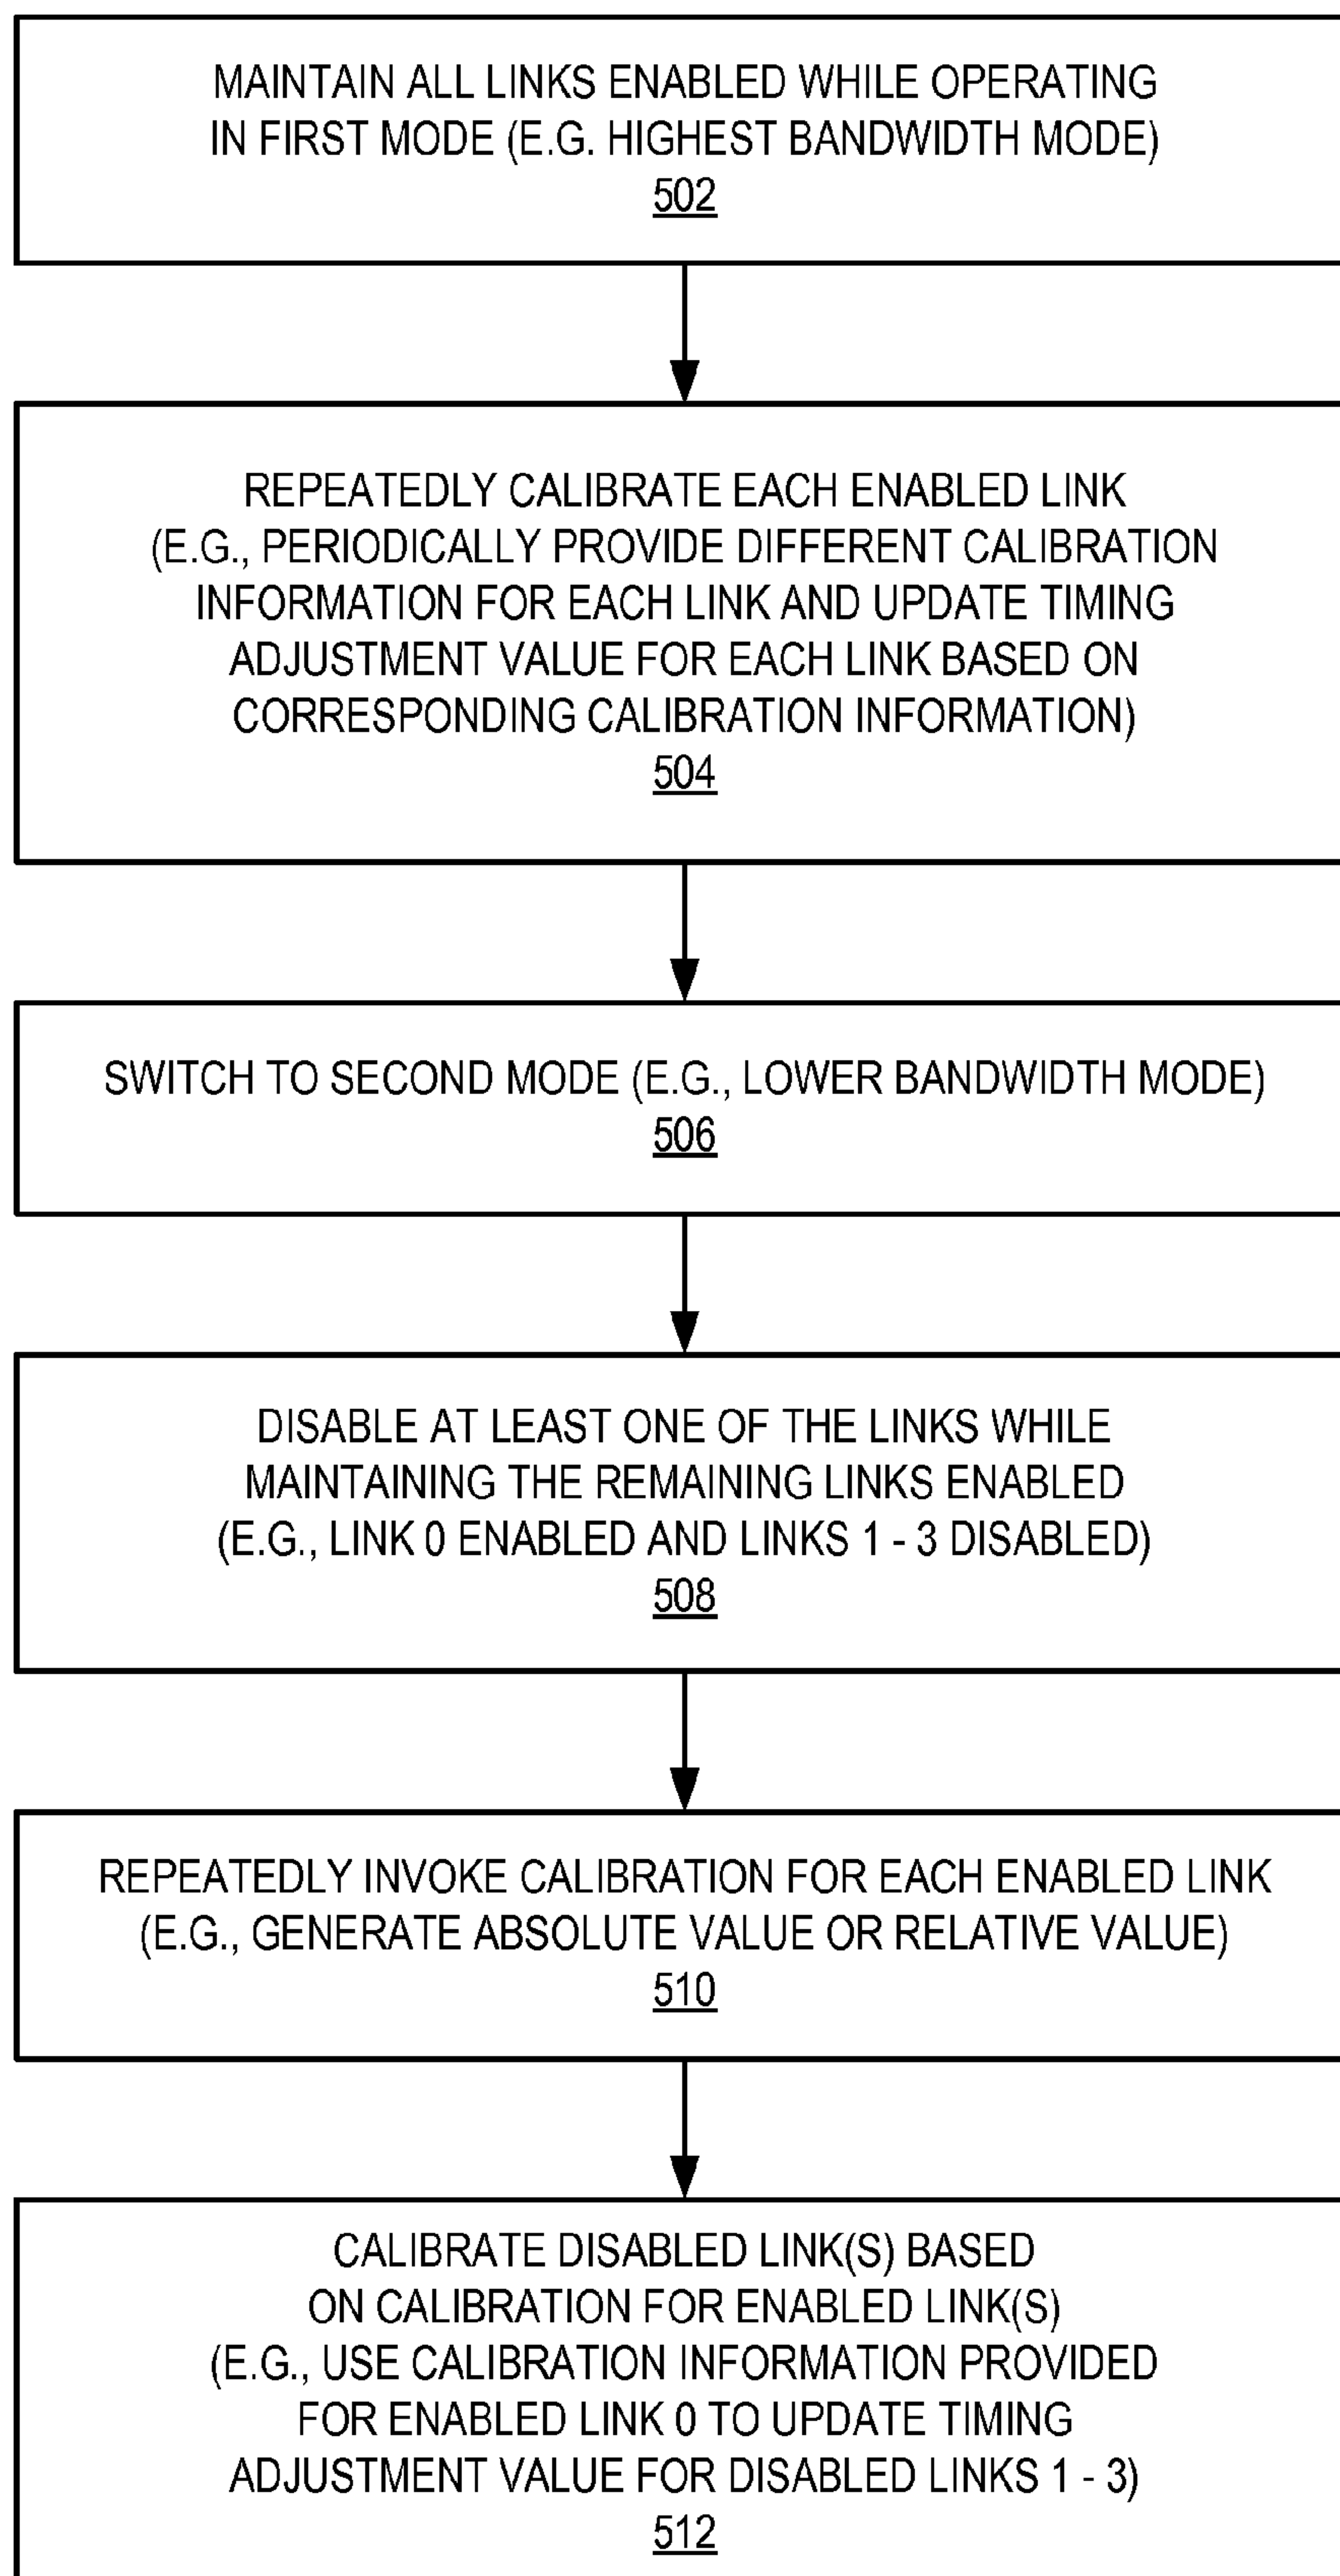 MAINTAIN ALL LINKS ENABLED WHILE OPERATING
IN FIRST MODE (E.G. HIGHEST BANDWIDTH MODE)
502
REPEATEDLY CALIBRATE EACH ENABLED LINK
(E.G., PERIODICALLY PROVIDE DIFFERENT CALIBRATION
INFORMATION FOR EACH LINK AND UPDATE TIMING
ADJUSTMENT VALUE FOR EACH LINK BASED ON
CORRESPONDING CALIBRATION INFORMATION)
504
SWITCH TO SECOND MODE (E.G., LOWER BANDWIDTH MODE)
506
DISABLE AT LEAST ONE OF THE LINKS WHILE
MAINTAINING THE REMAINING LINKS ENABLED
(E.G., LINK 0 ENABLED AND LINKS 1 - 3 DISABLED)
508
REPEATEDLY INVOKE CALIBRATION FOR EACH ENABLED LINK
(E.G., GENERATE ABSOLUTE VALUE OR RELATIVE VALUE)
510
CALIBRATE DISABLED LINK(S) BASED
ON CALIBRATION FOR ENABLED LINK(S)
(E.G., USE CALIBRATION INFORMATION PROVIDED
FOR ENABLED LINK 0 TO UPDATE TIMING
ADJUSTMENT VALUE FOR DISABLED LINKS 1 - 3)
512